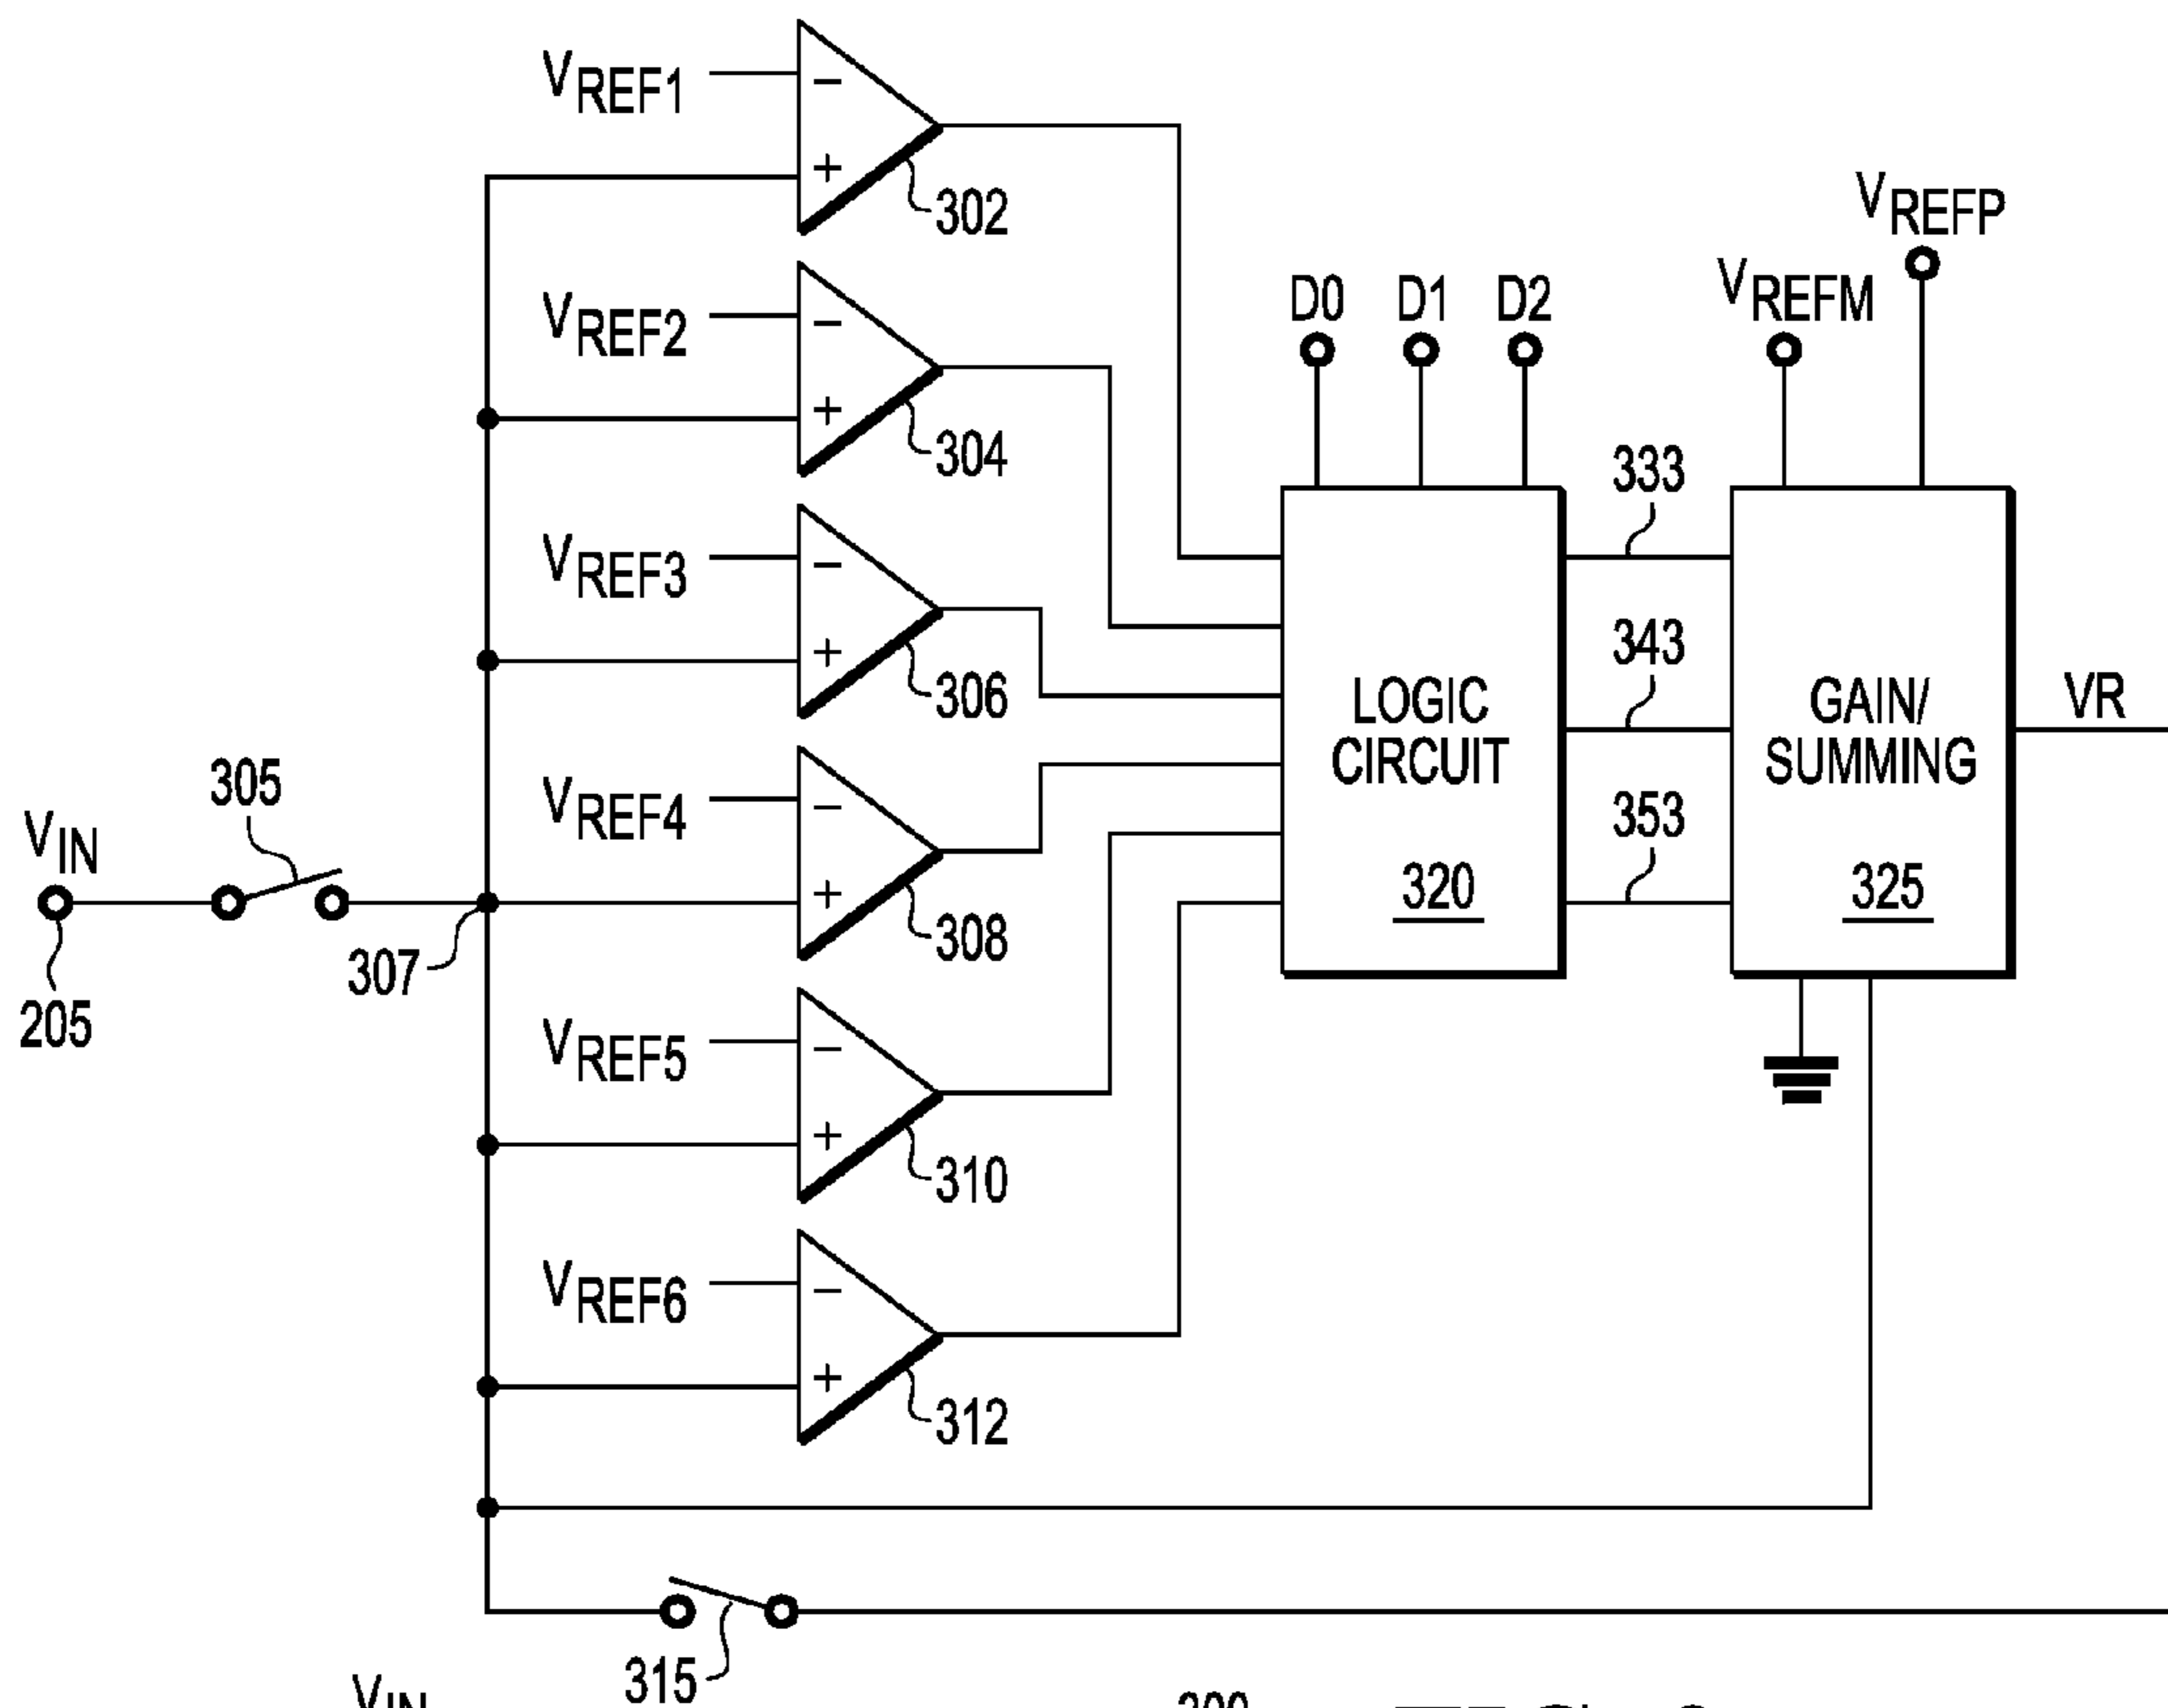 VREF1
−
+
302
VREFP
VREF2
−
+
304
D0 D1 D2
VREFM
333
VREF3
−
+
306
343
LOGIC
CIRCUIT
320
GAIN/
SUMMING
325
VR
305
VREF4
−
+
308
353
VIN
205
307
VREF5
−
+
310
VREF6
−
+
312
315
VIN